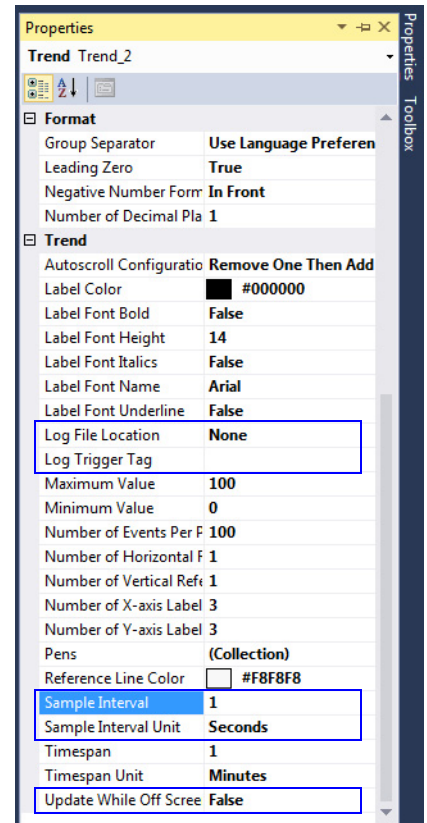 Properties
Trend Trend_2
Format
Group Separator Use Language Preferen
Leading Zero True
Negative Number Form In Front
Number of Decimal Pla 1
Trend
Autoscroll Configuratio Remove One Then Add
Label Color #000000
Label Font Bold False
Label Font Height 14
Label Font Italics False
Label Font Name Arial
Label Font Underline False
Log File Location None
Log Trigger Tag
Maximum Value 100
Minimum Value 0
Number of Events Per P 100
Number of Horizontal F 1
Number of Vertical Refe 1
Number of X-axis Label 3
Number of Y-axis Label 3
Pens (Collection)
Reference Line Color #F8F8F8
Sample Interval 1
Sample Interval Unit Seconds
Timespan 1
Timespan Unit Minutes
Update While Off Scree False
Properties
Toolbox